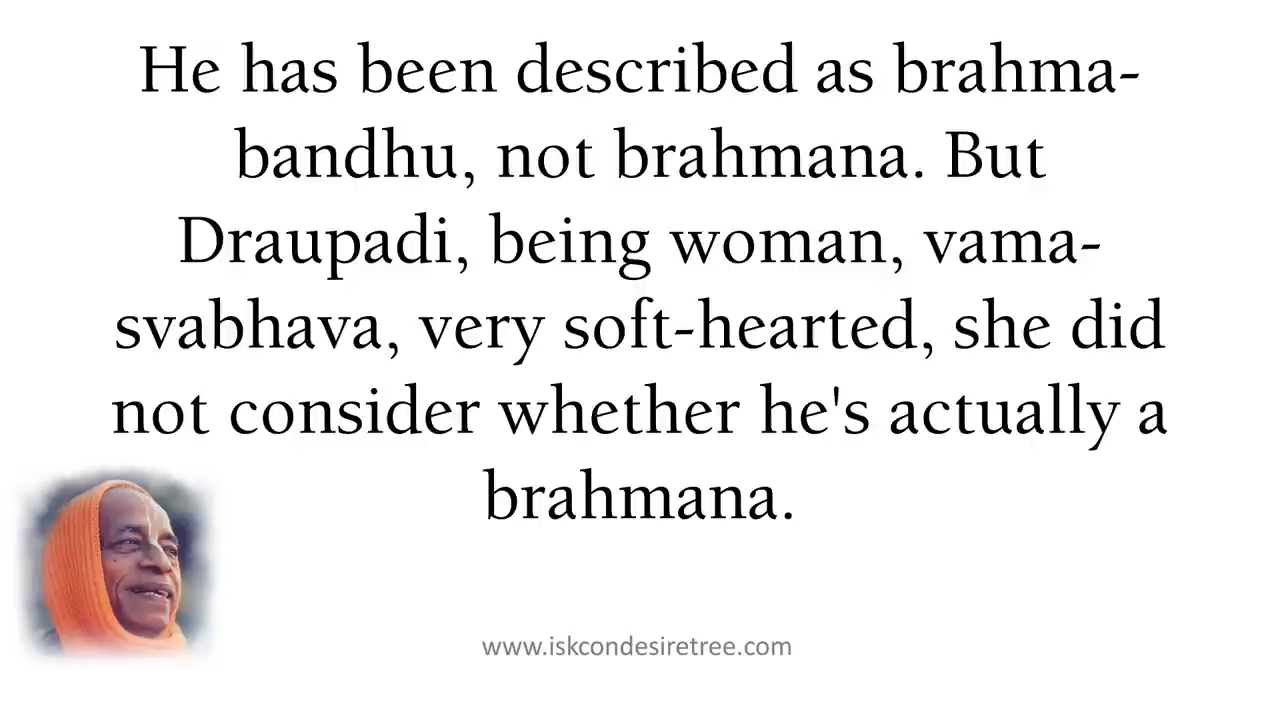 He has been described as brahma-
bandhu, not brahmana. But
Draupadi, being woman, vama-
svabhava, very soft-hearted, she did
not consider whether he's actually a
brahmana.
www.iskcondesiretree.com